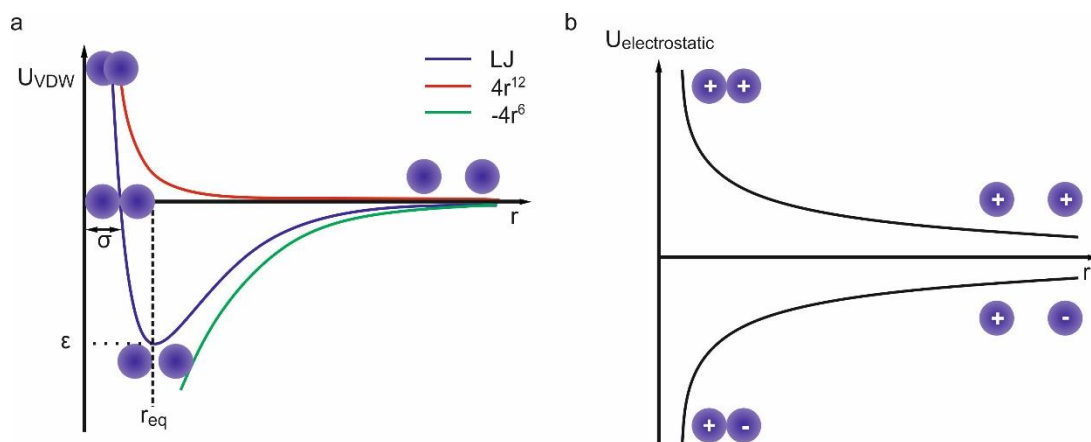 a
U_VDW
LJ
4r^12
-4r^6
r
σ
ε
r_eq
b
U_electrostatic
+ +
+ +
r
+ -
+ -